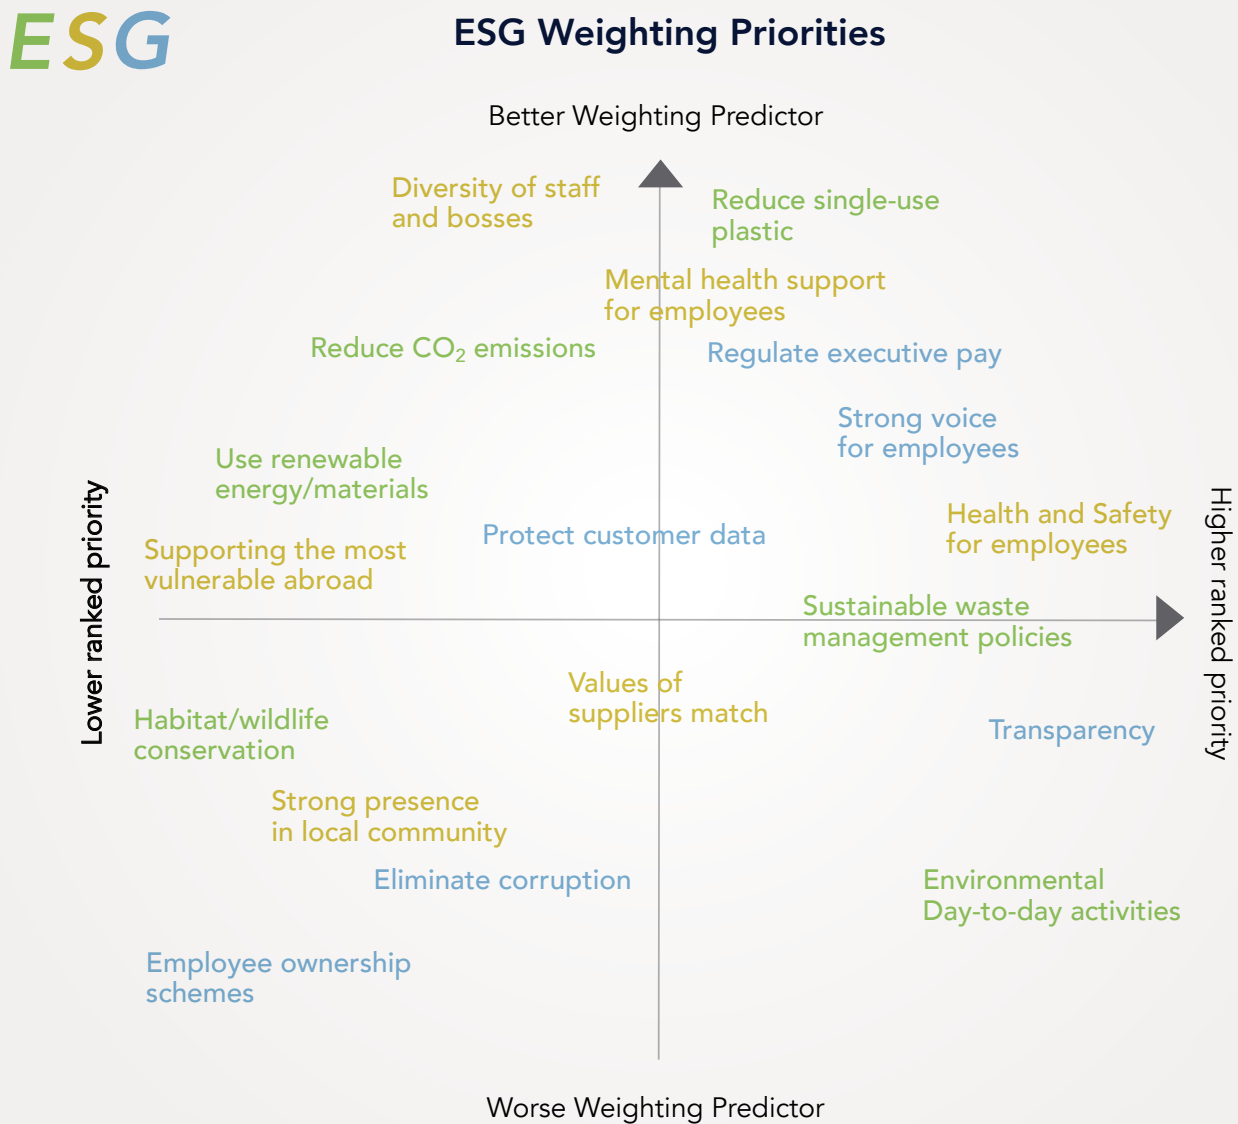 ESG
ESG Weighting Priorities
Better Weighting Predictor
Diversity of staff
and bosses
Reduce single-use
plastic
Mental health support
for employees
Reduce CO₂ emissions
Regulate executive pay
Strong voice
for employees
Use renewable
energy/materials
Protect customer data
Health and Safety
for employees
Supporting the most
vulnerable abroad
Lower ranked priority
Higher ranked priority
Sustainable waste
management policies
Values of
suppliers match
Habitat/wildlife
conservation
Transparency
Strong presence
in local community
Eliminate corruption
Environmental
Day-to-day activities
Employee ownership
schemes
Worse Weighting Predictor